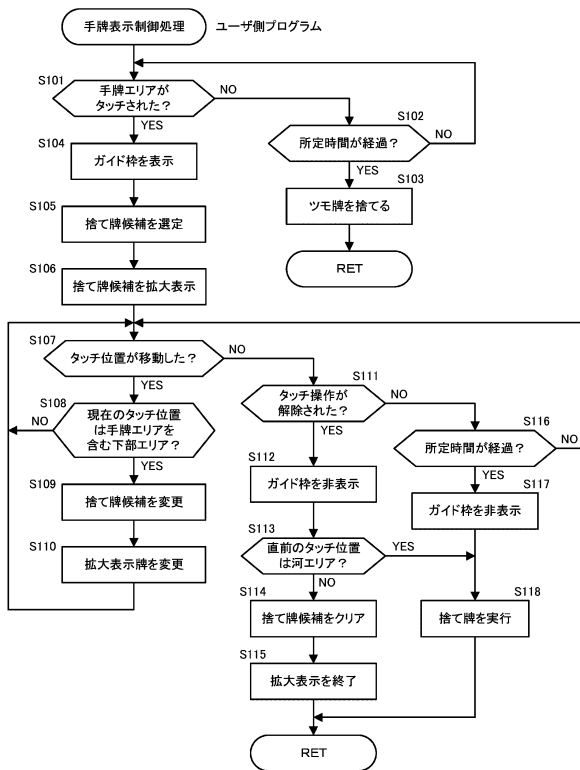 手牌表示制御処理
ユーザ側プログラム
S101
手牌エリアが
タッチされた?
NO
YES
S102
所定時間が経過?
NO
YES
S103
ツモ牌を捨てる
RET
S104
ガイド枠を表示
S105
捨て牌候補を選定
S106
捨て牌候補を拡大表示
S107
タッチ位置が移動した?
NO
YES
S108
現在のタッチ位置
は手牌エリアを
含む下部エリア?
NO
YES
S109
捨て牌候補を変更
S110
拡大表示牌を変更
S111
タッチ操作が
解除された?
NO
YES
S112
ガイド枠を非表示
S113
直前のタッチ位置
は河エリア?
YES
NO
S114
捨て牌候補をクリア
S115
拡大表示を終了
S116
所定時間が経過?
NO
YES
S117
ガイド枠を非表示
S118
捨て牌を実行
RET